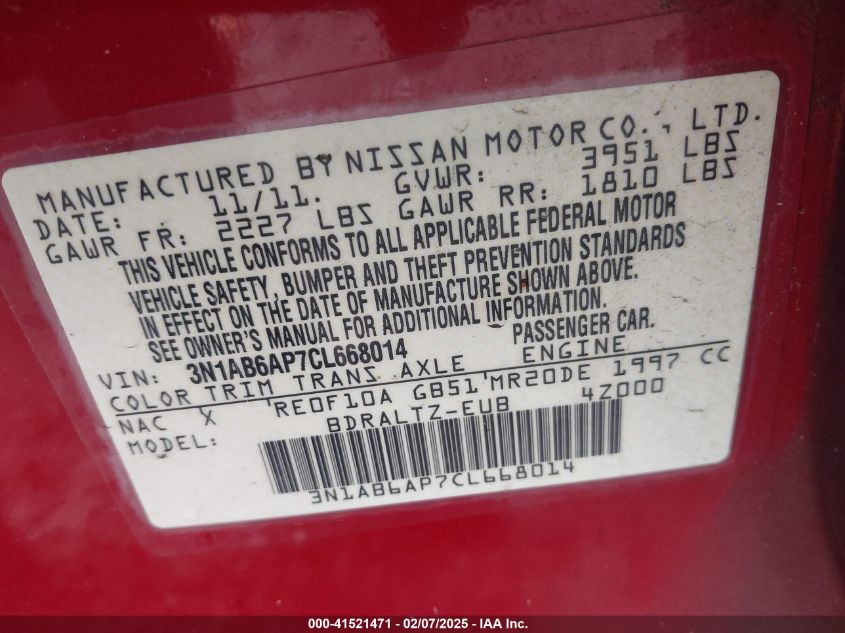 MANUFACTURED BY NISSAN MOTOR CO., LTD.
DATE: 11/11. GVWR: 3951 LBS
GAWR FR: 2227 LBS GAWR RR: 1810 LBS
THIS VEHICLE CONFORMS TO ALL APPLICABLE FEDERAL MOTOR
VEHICLE SAFETY, BUMPER AND THEFT PREVENTION STANDARDS
IN EFFECT ON THE DATE OF MANUFACTURE SHOWN ABOVE.
SEE OWNER'S MANUAL FOR ADDITIONAL INFORMATION.
VIN: 3N1AB6AP7CL668014 PASSENGER CAR.
COLOR TRIM TRANS AXLE ENGINE
NAC X RE0F10A GB51 MR20DE 1997 CC
MODEL: BDRALTZ-EUB 4Z000
3N1AB6AP7CL668014
000-41521471 - 02/07/2025 - IAA Inc.